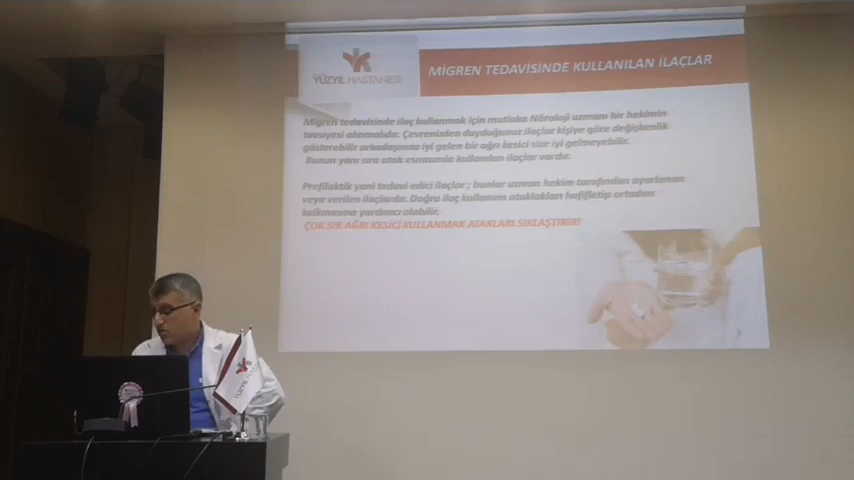 YÜZYIL HASTANESİ
MİGREN TEDAVİSİNDE KULLANILAN İLAÇLAR
Migren tedavisinde ilaç kullanmak için mutlaka Nöroloji uzmanı bir hekimin
tavsiyesi alınmalıdır. Çevrenizden duyduğunuz ilaçlar kişiye göre değişkenlik
gösterebilir arkadaşınıza iyi gelen bir ağrı kesici size iyi gelmeyebilir.
Bunun yanı sıra atak esnasında kullanılan ilaçlar vardır.
Profilaktik yani tedavi edici ilaçlar ; bunlar uzman hekim tarafından ayarlanan
veya verilen ilaçlardır. Doğru ilaç kullanım ataklakları hafifletip ortadan
kalkmasına yardımcı olabilir.
ÇOK SIK AĞRI KESİCİ KULLANMAK ATAKLARI SIKLAŞTIRIR!
YÜZYIL